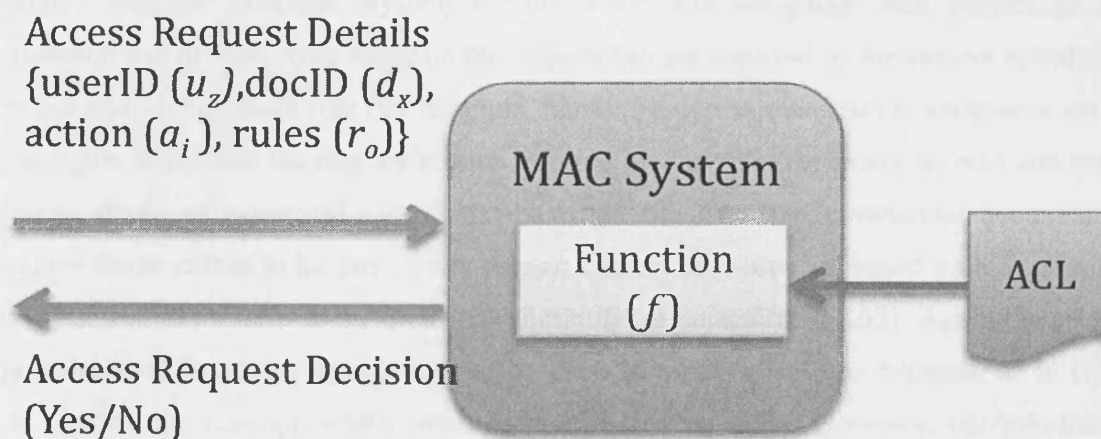 Access Request Details
{userID (u_z),docID (d_x),
action (a_i ), rules (r_o)}
MAC System
Function
(f)
ACL
Access Request Decision
(Yes/No)